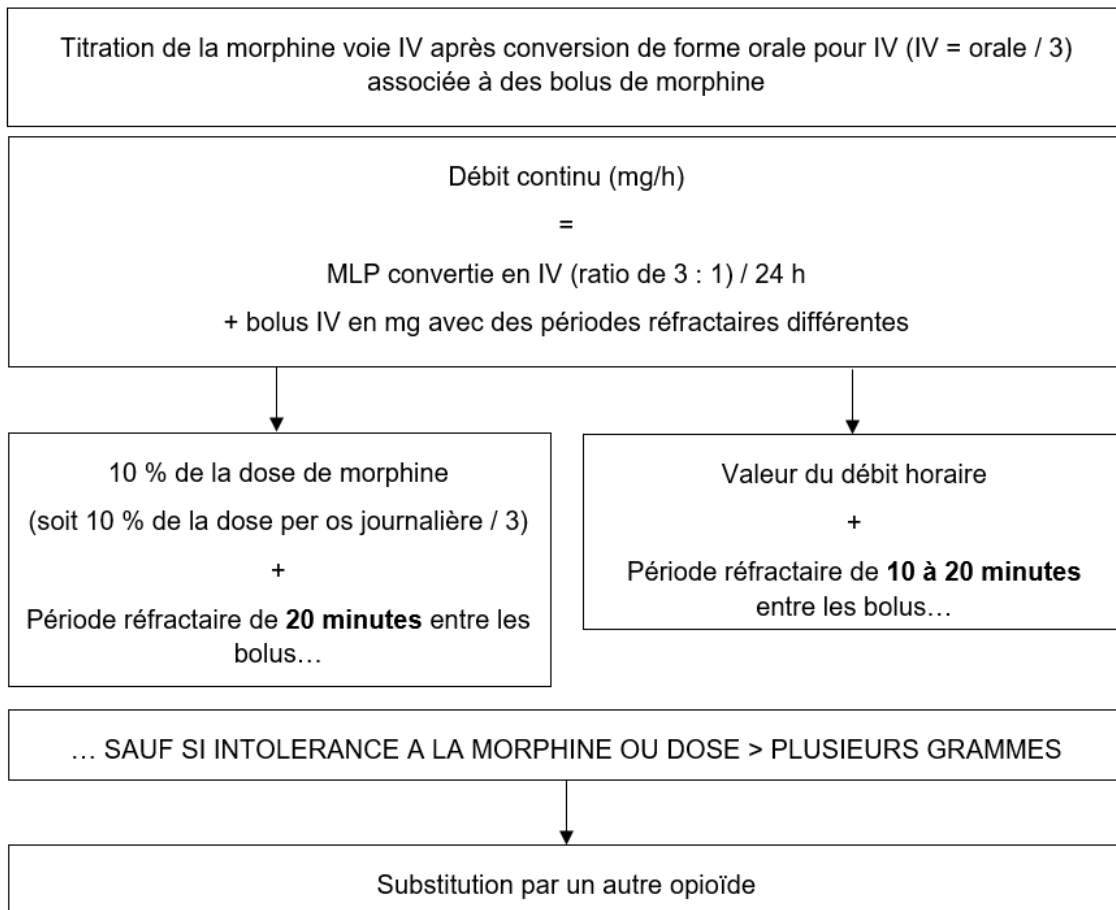 Titration de la morphine voie IV après conversion de forme orale pour IV (IV = orale / 3)
associée à des bolus de morphine
Débit continu (mg/h)
=
MLP convertie en IV (ratio de 3 : 1) / 24 h
+ bolus IV en mg avec des périodes réfractaires différentes
10 % de la dose de morphine
(soit 10 % de la dose per os journalière / 3)
+
Période réfractaire de 20 minutes entre les
bolus…
Valeur du débit horaire
+
Période réfractaire de 10 à 20 minutes
entre les bolus…
… SAUF SI INTOLERANCE A LA MORPHINE OU DOSE > PLUSIEURS GRAMMES
Substitution par un autre opioïde